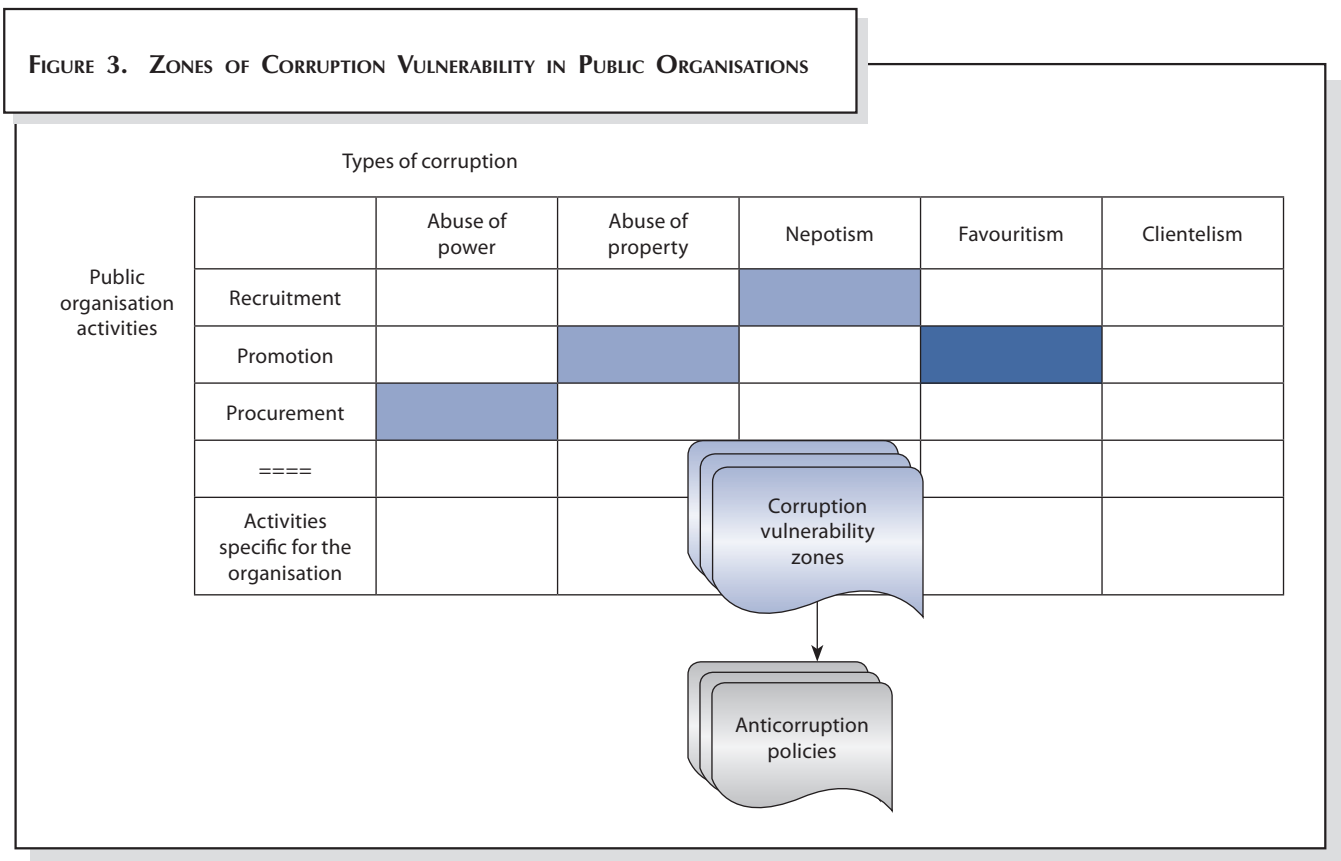 FIGURE 3. ZONES OF CORRUPTION VULNERABILITY IN PUBLIC ORGANISATIONS
Types of corruption
Public
organisation
activities
Abuse of
power
Abuse of
property
Nepotism
Favouritism
Clientelism
Recruitment
Promotion
Procurement
====
Activities
specific for the
organisation
Corruption
vulnerability
zones
Anticorruption
policies